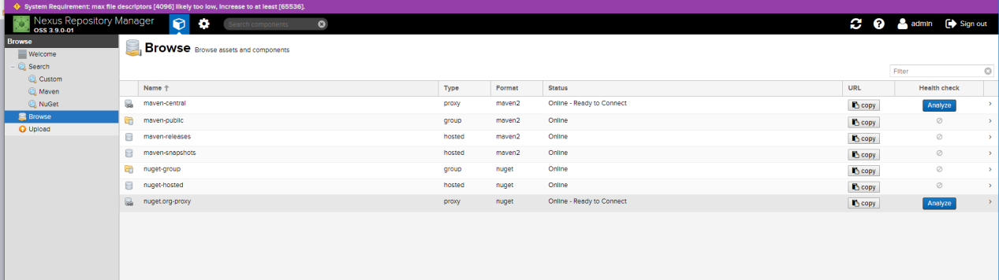 System Requirement: max file descriptors [4096] likely too low, increase to at least [65536].
Nexus Repository Manager
OSS 3.9.0-01
Search components
admin
Sign out
Browse
Welcome
Search
Custom
Maven
NuGet
Browse
Upload
Browse Browse assets and components
Filter
Name Type Format Status URL Health check
maven-central proxy maven2 Online - Ready to Connect copy Analyze
maven-public group maven2 Online copy
maven-releases hosted maven2 Online copy
maven-snapshots hosted maven2 Online copy
nuget-group group nuget Online copy
nuget-hosted hosted nuget Online copy
nuget.org-proxy proxy nuget Online - Ready to Connect copy Analyze